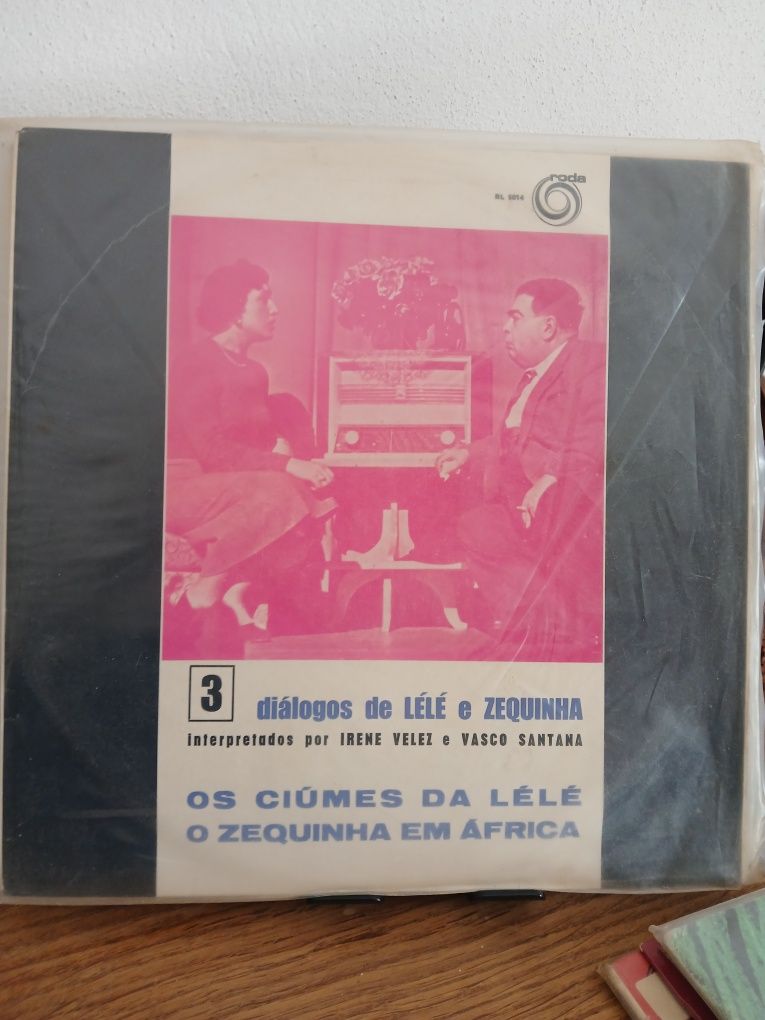 roda
RL 5014
3
diálogos de LÉLÉ e ZEQUINHA
interpretados por IRENE VELEZ e VASCO SANTANA
OS CIÚMES DA LÉLÉ
O ZEQUINHA EM ÁFRICA